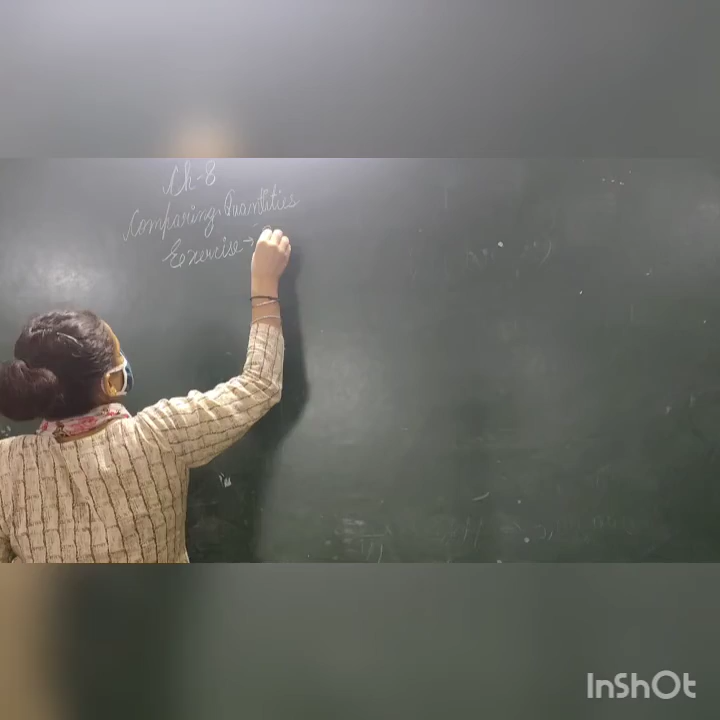 Ch-8
Comparing Quantities
Exercise →
InShOt